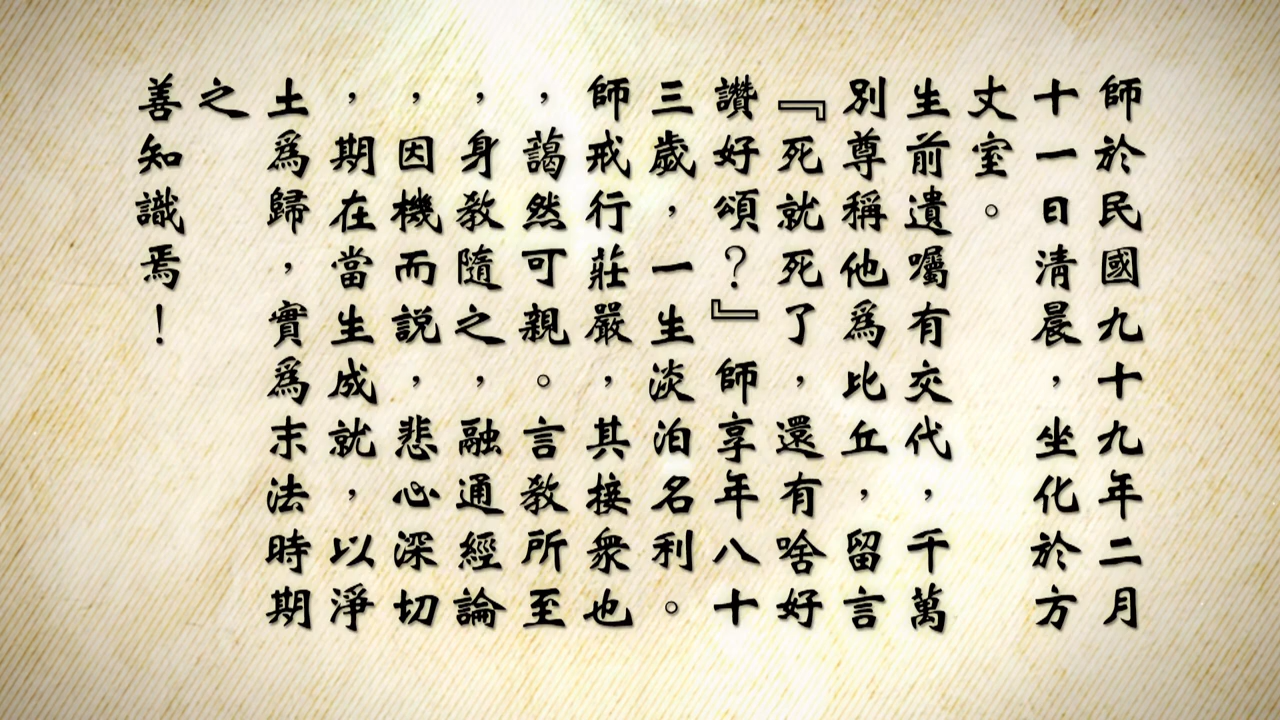 師於民國九十九年二月
十一日清晨，坐化於方
丈室。
生前遺囑有交代，千萬
別尊稱他爲比丘，留言
『死就死了，還有啥好
讚好頌？』師享年八十
三歲，一生淡泊名利。
師戒行莊嚴，其接衆也
，藹然可親。言教所至
，身教隨之，融通經論
，因機而説，悲心深切
，期在當生成就，以淨
土爲歸，實爲末法時期
之
善知識焉！